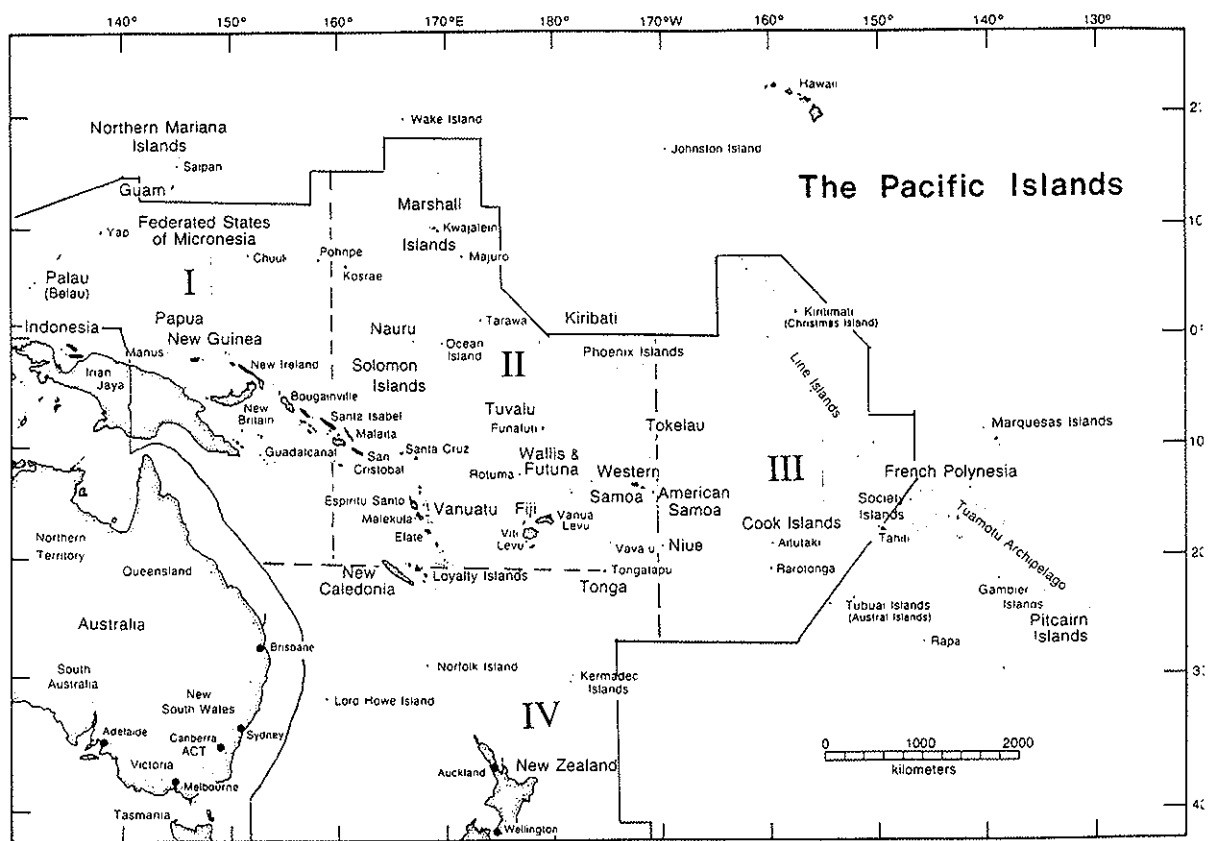 140° 150° 160° 170°E 180° 170°W 160° 150° 140° 130°
Hawaii
Wake Island
Northern Mariana
Islands
Johnston Island
Saipan
The Pacific Islands
Guam
Marshall
10°
Federated States
of Micronesia
Kwajalein
Yap
Islands
Pohnpe
Chuuk
Majuro
Kosrae
Palau
(Belau)
I
Kiritimati
(Christmas Island)
Tarawa
Kiribati
Papua
New Guinea
Indonesia
Nauru
0°
Ocean
Island
Manus
Phoenix Islands
II
New Ireland
Solomon
Islands
Irian
Jaya
Line Islands
Bougainville
New
Britain
Santa Isabel
Tuvalu
Marquesas Islands
Malaita
Funafuti
Tokelau
Guadalcanal
San
Cristobal
Santa Cruz
Wallis &
Futuna
Rotuma
III
French Polynesia
Western
Samoa
American
Samoa
Espiritu Santo
Vanuatu
Fiji
Vanua
Levu
Society
Islands
Malekula
Cook Islands
Tuamotu Archipelago
Efate
Viti
Levu
Tahiti
Northern
Territory
Vava u
Niue
Aitutaki
Queensland
New
Caledonia
Loyalty Islands
Tongatapu
Rarotonga
Tonga
Gambier
Islands
Tubuai Islands
(Austral Islands)
Pitcairn
Islands
Australia
Rapa
Brisbane
Norfolk Island
Kermadec
Islands
South
Australia
New
South Wales
Lord Howe Island
IV
Adelaide
Canberra
ACT
Sydney
0 1000 2000
kilometers
Victoria
Auckland
New Zealand
Melbourne
Tasmania
Wellington